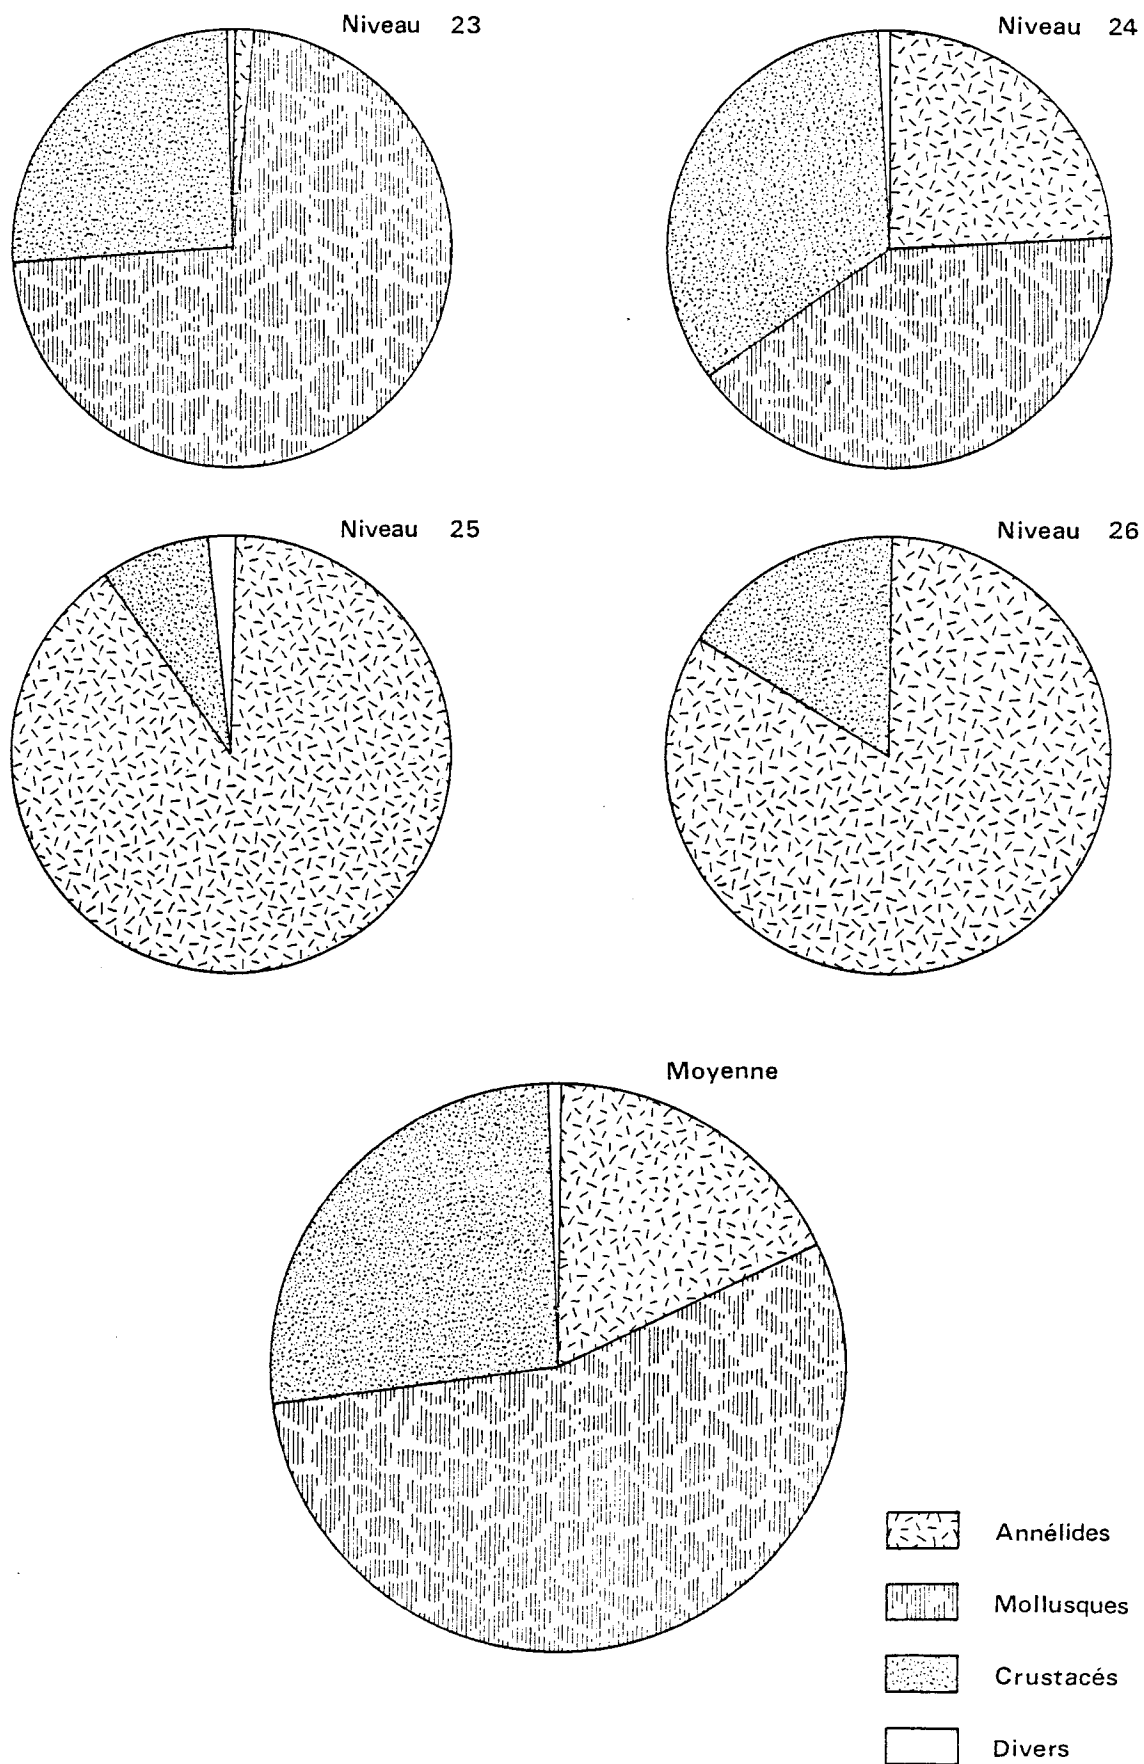 Niveau 23
Niveau 24
Niveau 25
Niveau 26
Moyenne
Annélides
Mollusques
Crustacés
Divers